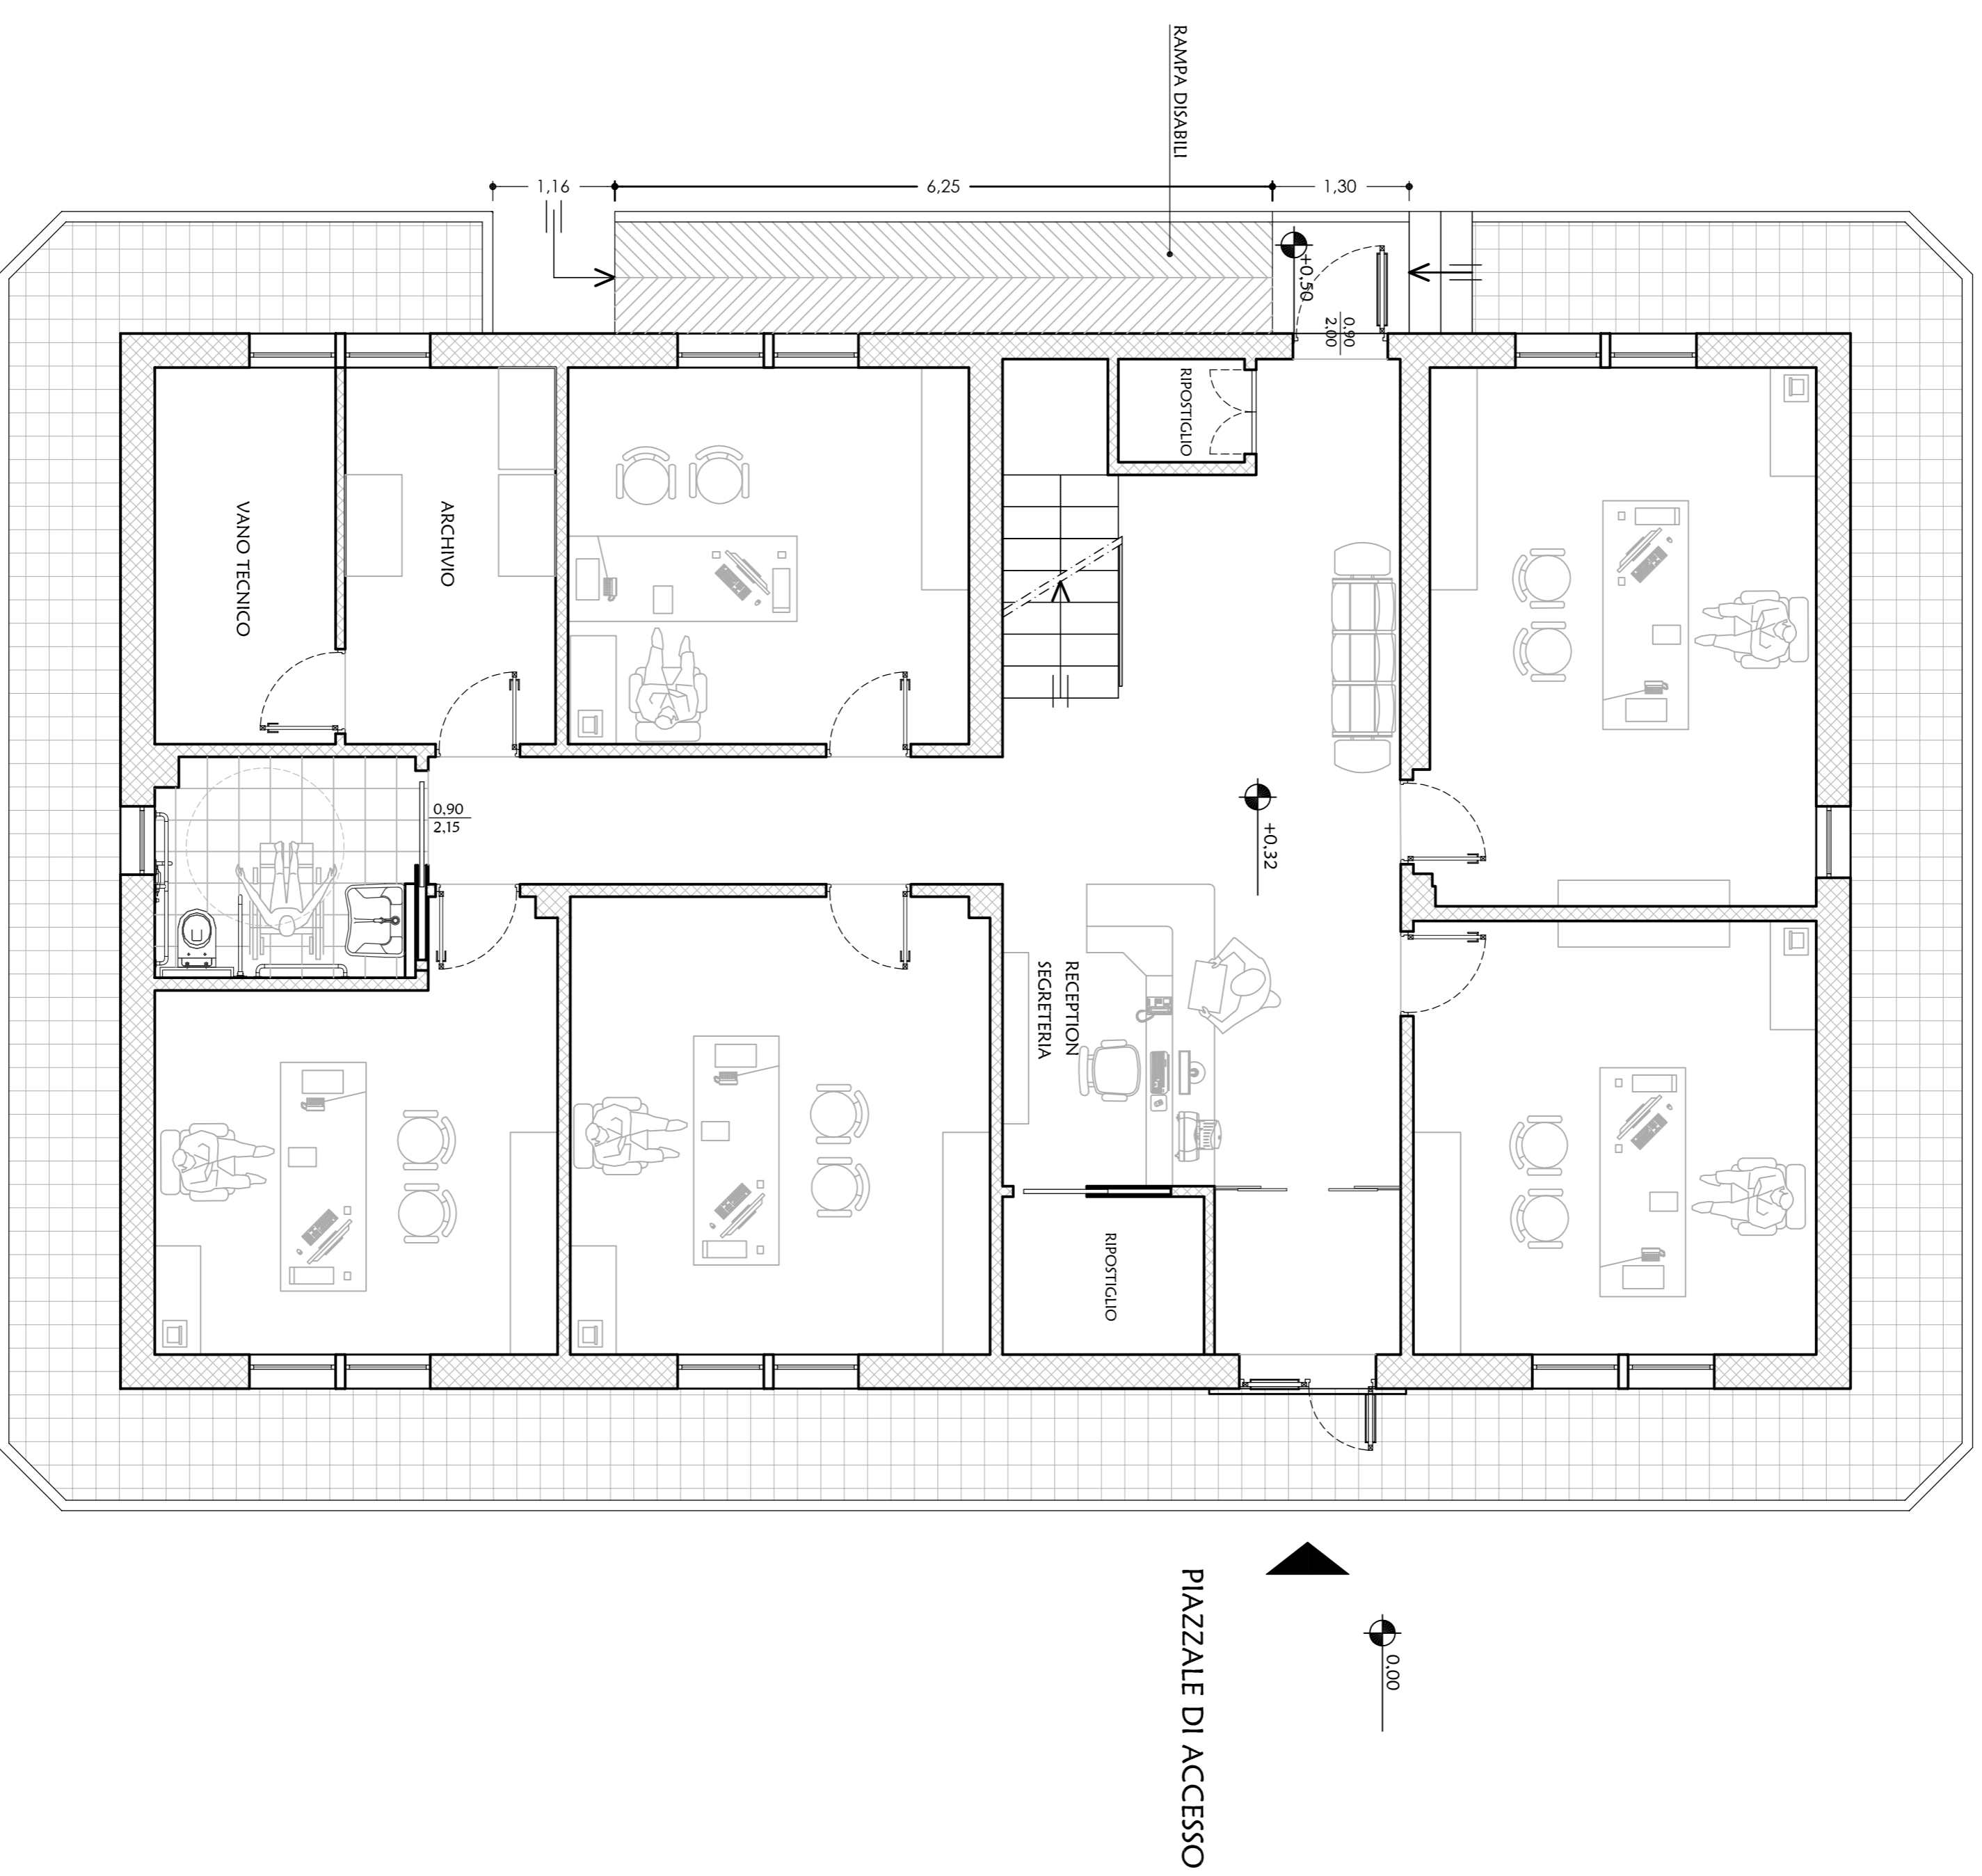 RAMPA DISABILI
1,16
6,25
1,30
+0,50
0,90
2,00
RIPOSTIGLIO
VANO TECNICO
ARCHIVIO
0,90
2,15
+0,32
RECEPTION
SEGRETERIA
RIPOSTIGLIO
PIAZZALE DI ACCESSO
0,00